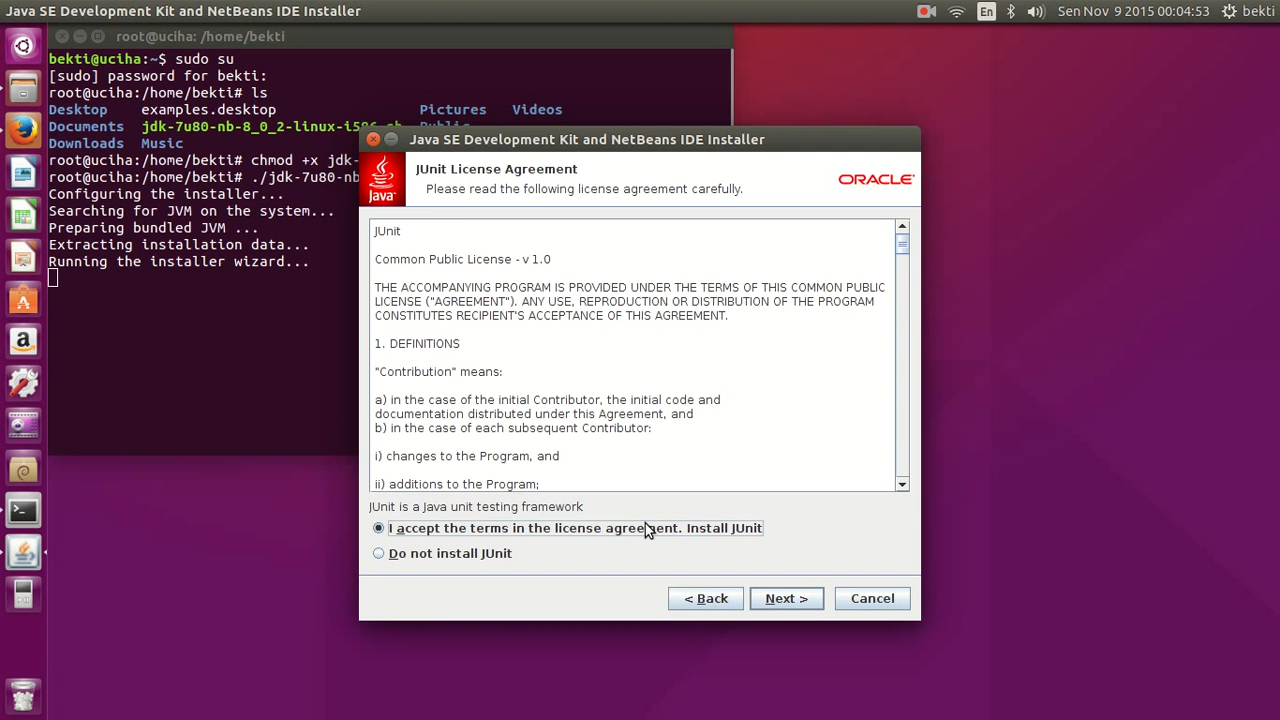 Java SE Development Kit and NetBeans IDE Installer
En
Sen Nov 9 2015 00:04:53
bekti
root@uciha: /home/bekti
bekti@uciha:~$ sudo su
[sudo] password for bekti:
root@uciha:/home/bekti# ls
Desktop examples.desktop Pictures Videos
Documents jdk-7u80-nb-8_0_2-linux-i586.sh
Downloads Music
root@uciha:/home/bekti# chmod +x jdk-
root@uciha:/home/bekti# ./jdk-7u80-nb
Configuring the installer...
Searching for JVM on the system...
Preparing bundled JVM ...
Extracting installation data...
Running the installer wizard...
Java SE Development Kit and NetBeans IDE Installer
Java
JUnit License Agreement
Please read the following license agreement carefully.
ORACLE
JUnit
Common Public License - v 1.0
THE ACCOMPANYING PROGRAM IS PROVIDED UNDER THE TERMS OF THIS COMMON PUBLIC
LICENSE ("AGREEMENT"). ANY USE, REPRODUCTION OR DISTRIBUTION OF THE PROGRAM
CONSTITUTES RECIPIENT'S ACCEPTANCE OF THIS AGREEMENT.
1. DEFINITIONS
"Contribution" means:
a) in the case of the initial Contributor, the initial code and
documentation distributed under this Agreement, and
b) in the case of each subsequent Contributor:
i) changes to the Program, and
ii) additions to the Program;
JUnit is a Java unit testing framework
I accept the terms in the license agreement. Install JUnit
Do not install JUnit
< Back
Next >
Cancel